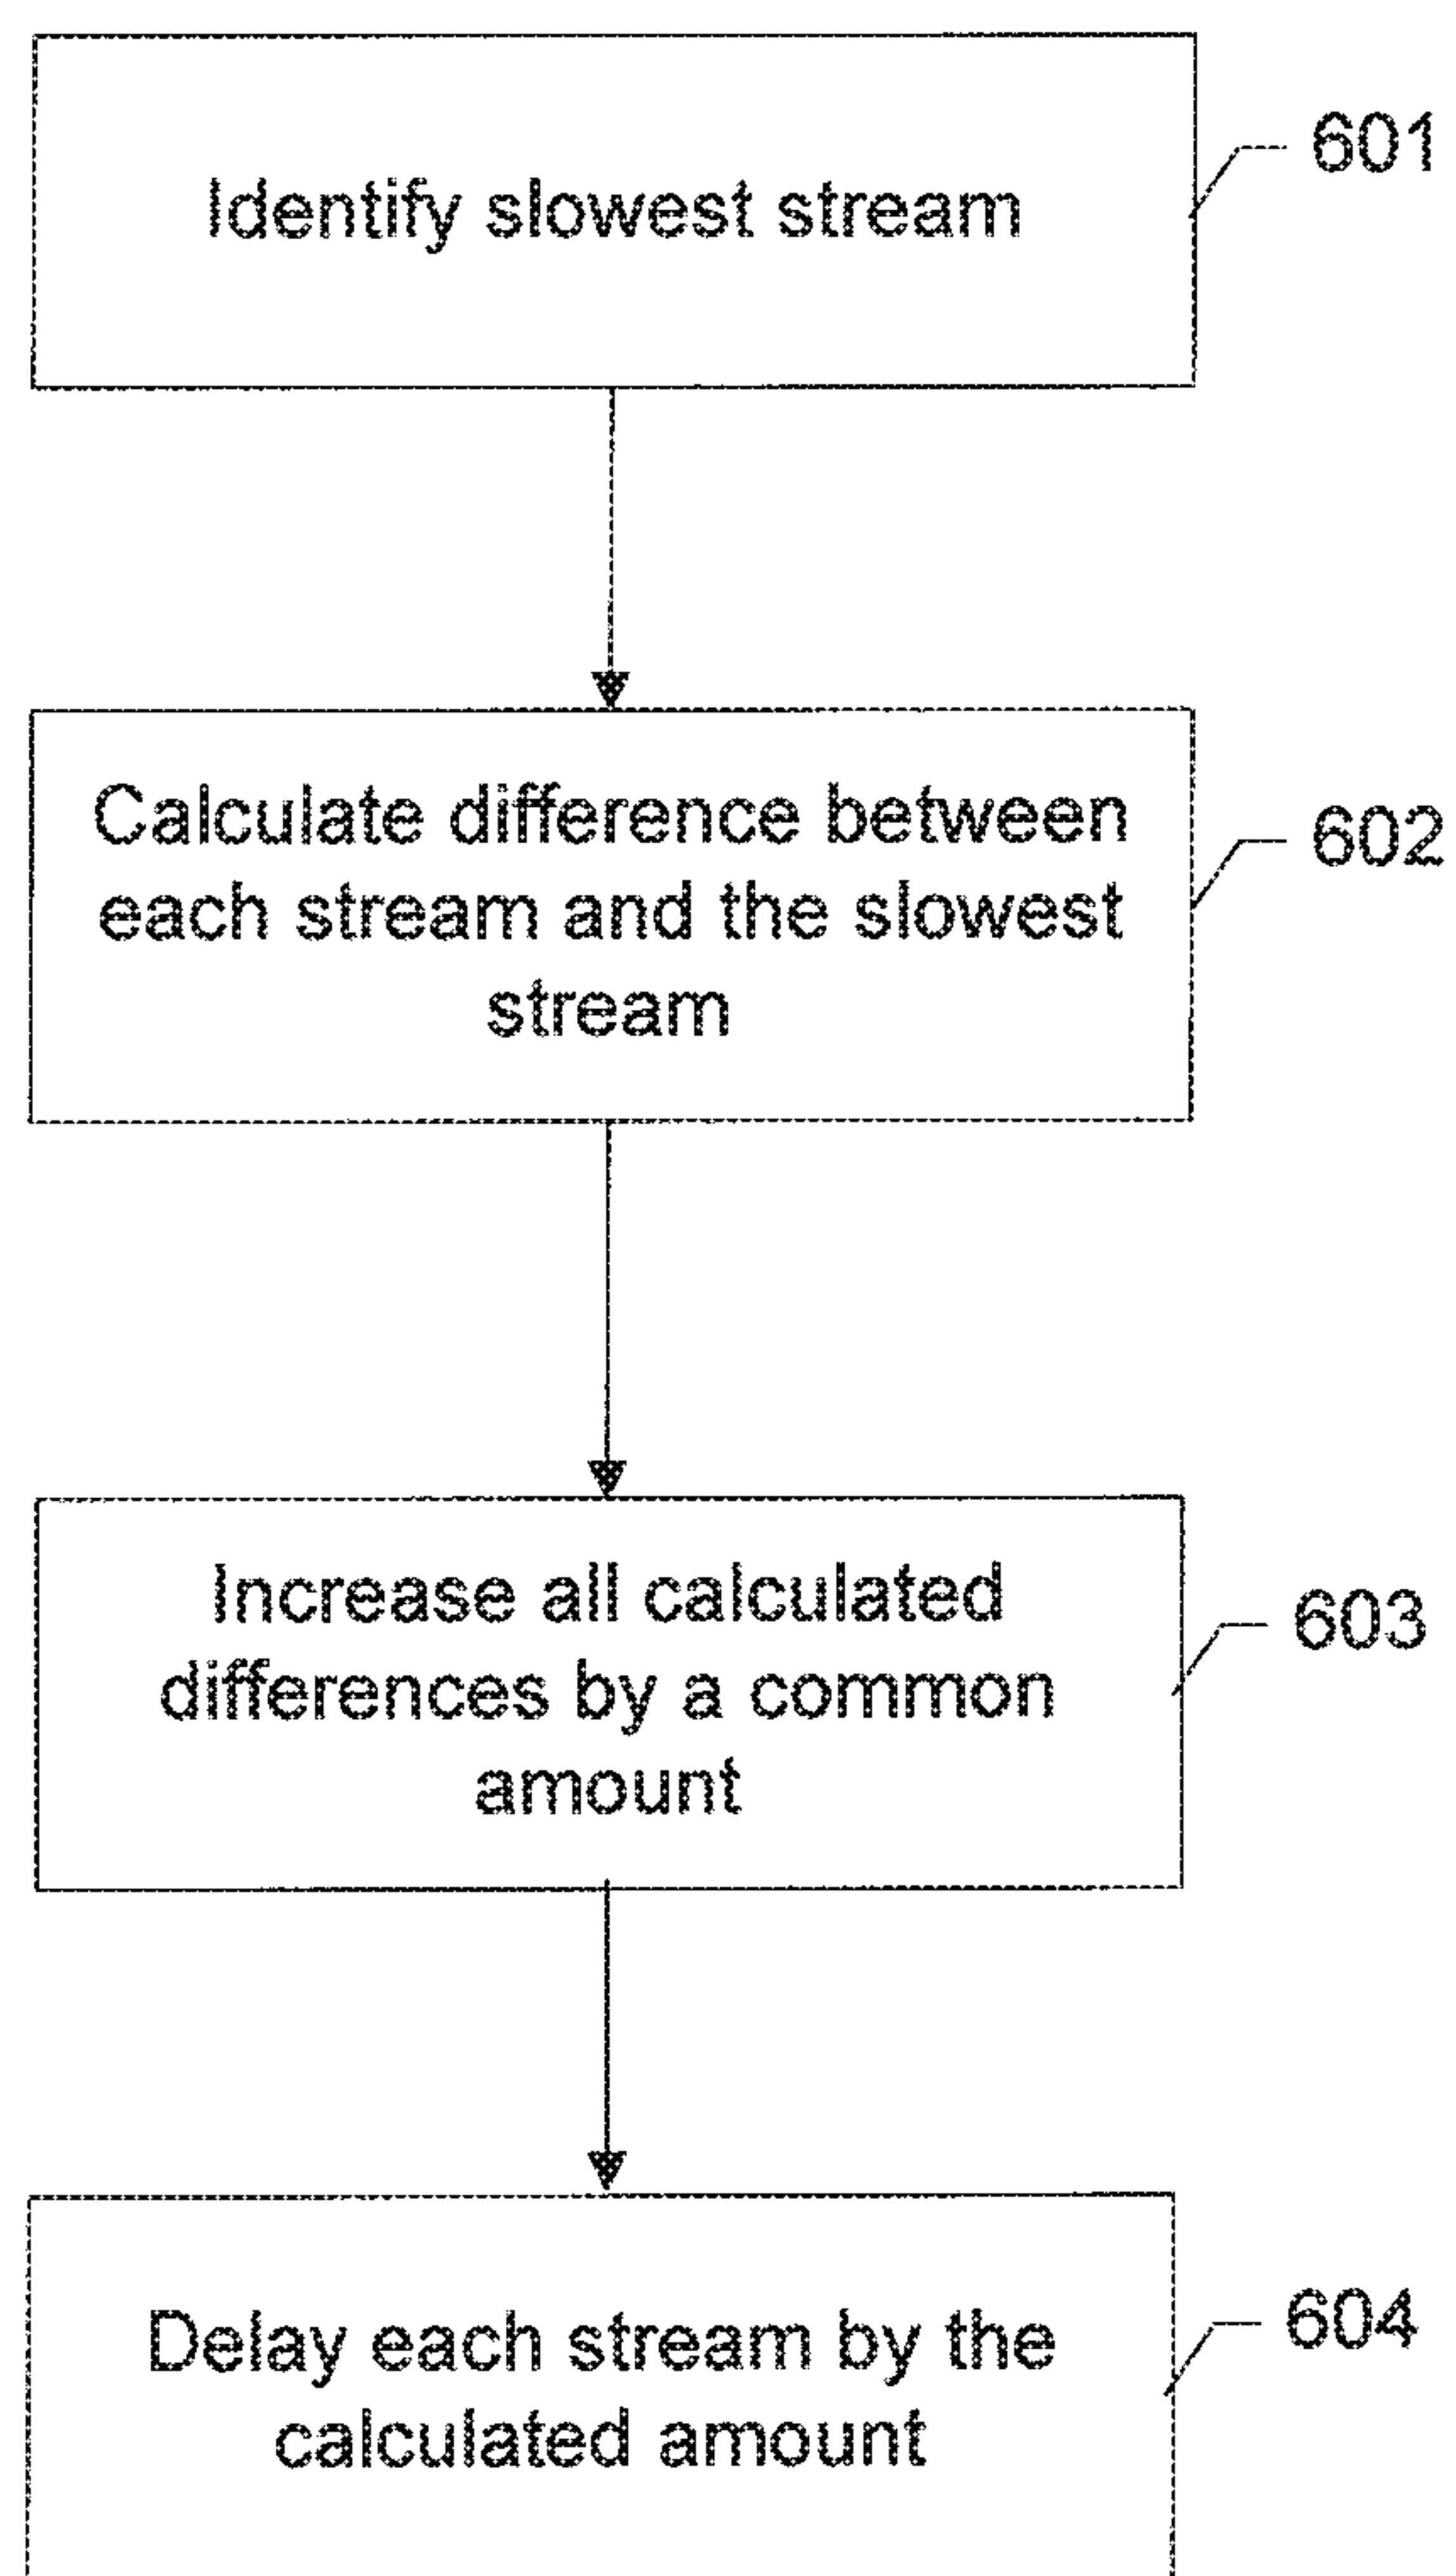 Identify slowest stream
601
Calculate difference between
each stream and the slowest
stream
602
Increase all calculated
differences by a common
amount
603
Delay each stream by the
calculated amount
604